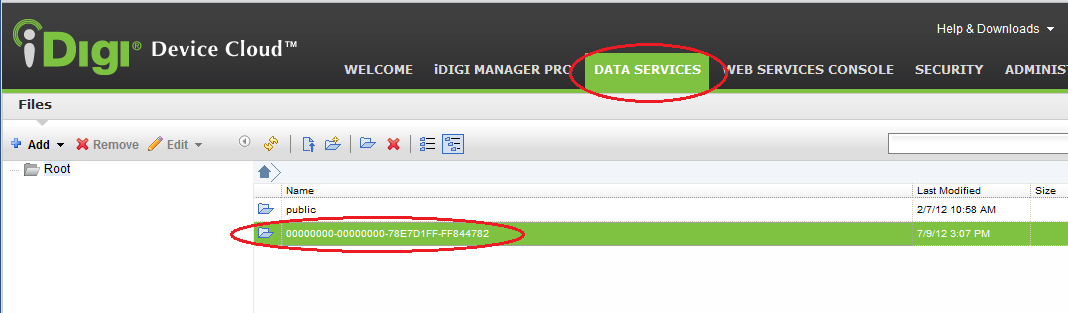 Help & Downloads
iDigi® Device Cloud™
WELCOME iDIGI MANAGER PRO DATA SERVICES WEB SERVICES CONSOLE SECURITY ADMINIST
Files
Add Remove Edit
Root
Name Last Modified Size
public 2/7/12 10:58 AM
00000000-00000000-78E7D1FF-FF844782 7/9/12 3:07 PM